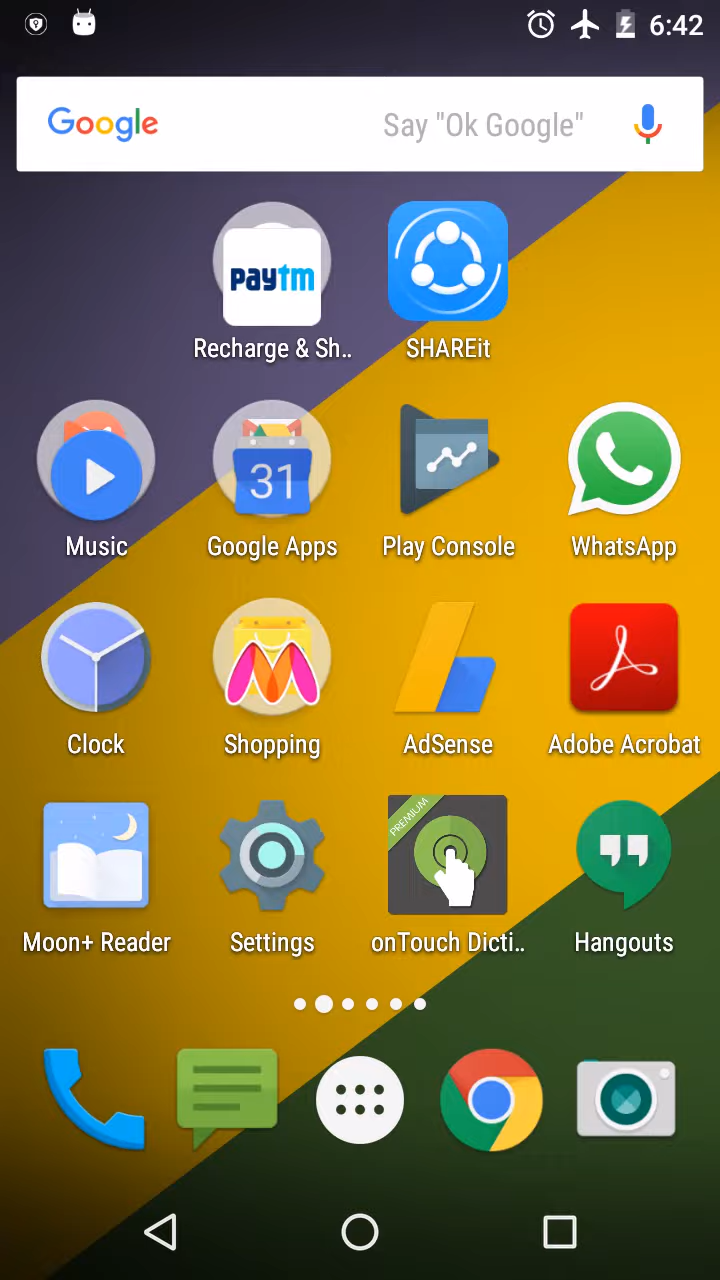 6:42
Google Say "Ok Google"
paytm
Recharge & Sh..
SHAREit
31
Music
Google Apps
Play Console
WhatsApp
Clock
Shopping
AdSense
Adobe Acrobat
PREMIUM
Moon+ Reader
Settings
onTouch Dicti..
Hangouts